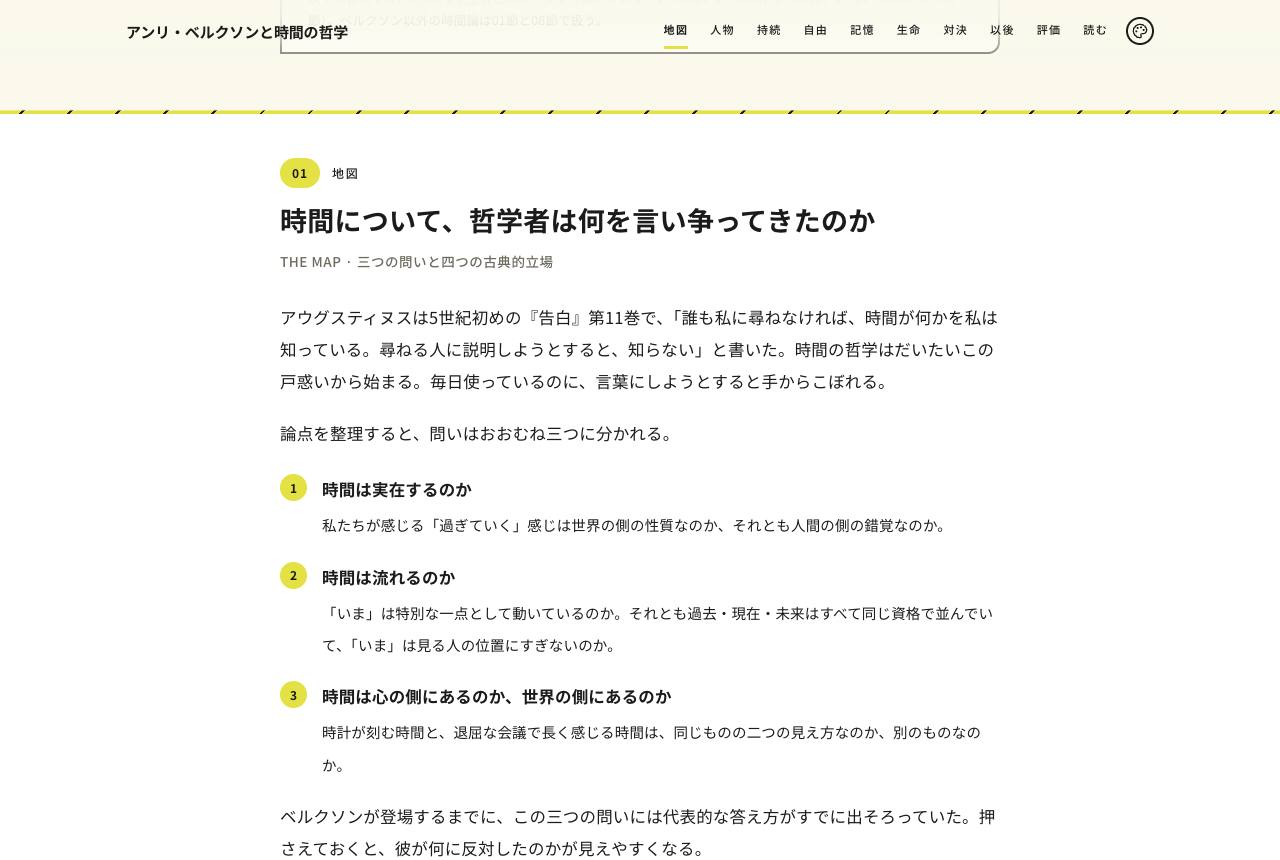 節に、ベルクソン以外の時間論は01節と08節で扱う。
アンリ・ベルクソンと時間の哲学
地図 人物 持続 自由 記憶 生命 対決 以後 評価 読む
01 地図
時間について、哲学者は何を言い争ってきたのか
THE MAP · 三つの問いと四つの古典的立場
アウグスティヌスは5世紀初めの『告白』第11巻で、「誰も私に尋ねなければ、時間が何かを私は
知っている。尋ねる人に説明しようとすると、知らない」と書いた。時間の哲学はだいたいこの
戸惑いから始まる。毎日使っているのに、言葉にしようとすると手からこぼれる。
論点を整理すると、問いはおおむね三つに分かれる。
1 時間は実在するのか
私たちが感じる「過ぎていく」感じは世界の側の性質なのか、それとも人間の側の錯覚なのか。
2 時間は流れるのか
「いま」は特別な一点として動いているのか。それとも過去・現在・未来はすべて同じ資格で並んでい
て、「いま」は見る人の位置にすぎないのか。
3 時間は心の側にあるのか、世界の側にあるのか
時計が刻む時間と、退屈な会議で長く感じる時間は、同じものの二つの見え方なのか、別のものなの
か。
ベルクソンが登場するまでに、この三つの問いには代表的な答え方がすでに出そろっていた。押
さえておくと、彼が何に反対したのかが見えやすくなる。